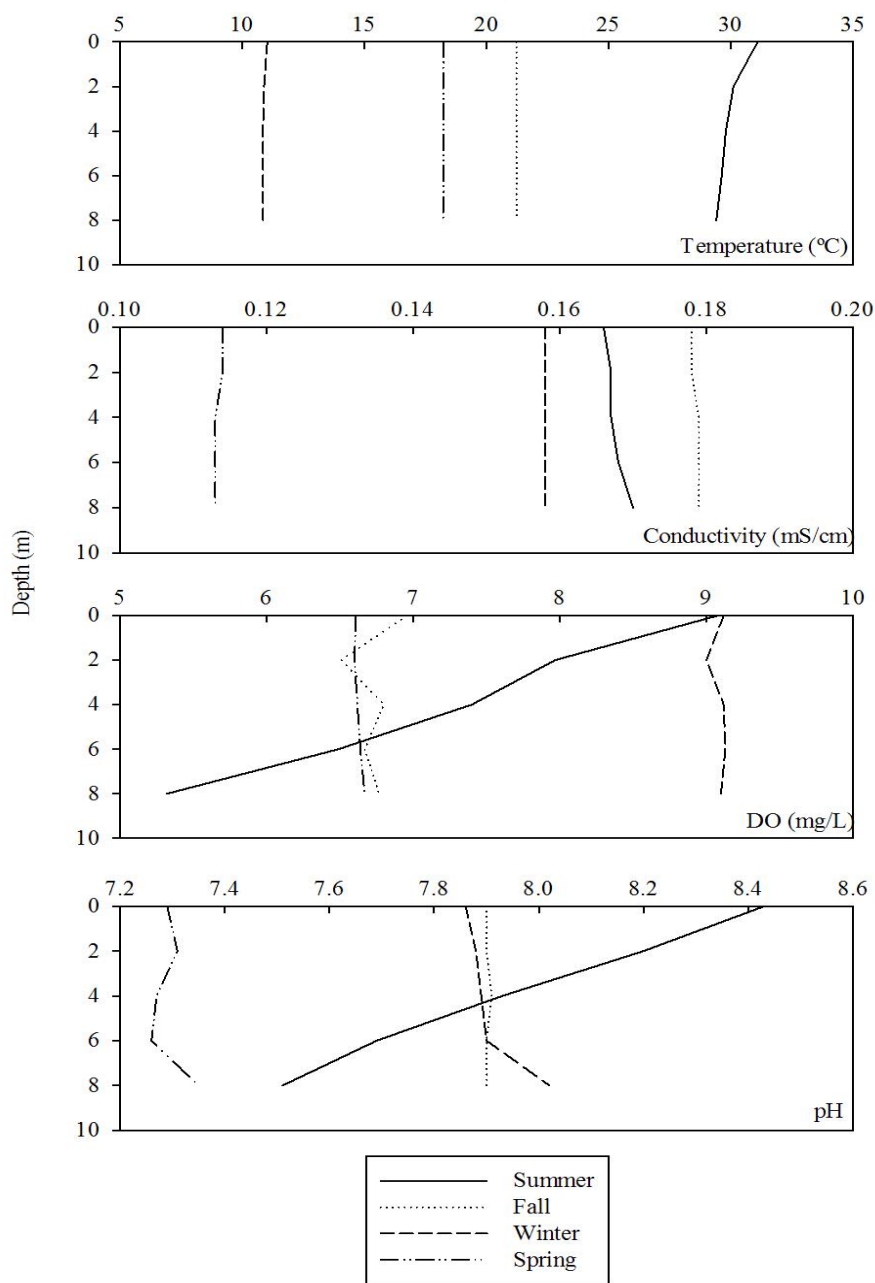 5 10 15 20 25 30 35
0
2
4
6
8
10
Temperature (ºC)
0.10 0.12 0.14 0.16 0.18 0.20
0
2
4
6
8
10
Conductivity (mS/cm)
Depth (m)
5 6 7 8 9 10
0
2
4
6
8
10
DO (mg/L)
7.2 7.4 7.6 7.8 8.0 8.2 8.4 8.6
0
2
4
6
8
10
pH
Summer
Fall
Winter
Spring